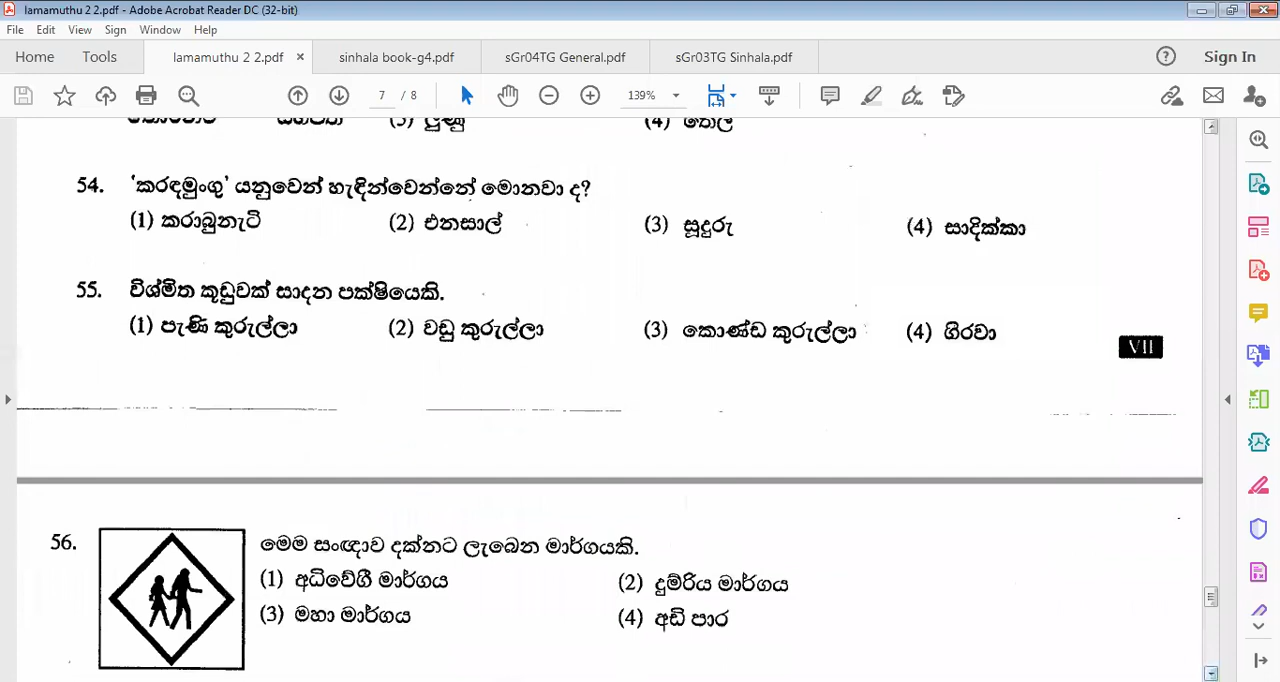 lamamuthu 2 2.pdf - Adobe Acrobat Reader DC (32-bit)
File Edit View Sign Window Help
Home Tools lamamuthu 2 2.pdf × sinhala book-g4.pdf sGr04TG General.pdf sGr03TG Sinhala.pdf Sign In
7 / 8 139%
(4) තෙල්
54. ‘කරඳමුංගු’ යනුවෙන් හැඳින්වෙන්නේ මොනවා ද?
(1) කරාබුනැටි (2) එනසාල් (3) සූදුරු (4) සාදික්කා
55. විශ්මිත කූඩුවක් සාදන පක්ෂියෙකි.
(1) පැණි කුරුල්ලා (2) වඩු කුරුල්ලා (3) කොණ්ඩ කුරුල්ලා (4) ගිරවා
VII
56. මෙම සංඥාව දක්නට ලැබෙන මාර්ගයකි.
(1) අධිවේගී මාර්ගය (2) දුම්රිය මාර්ගය
(3) මහා මාර්ගය (4) අඩි පාර